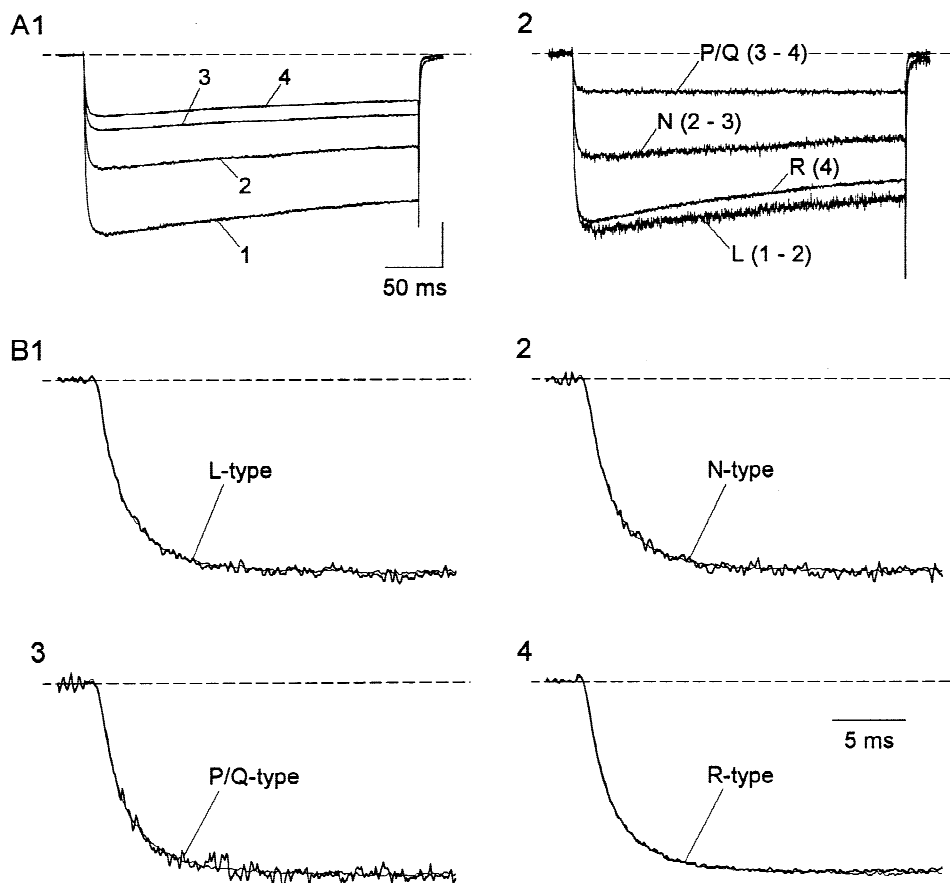 A1
3
4
2
1
50 ms
2
P/Q (3 - 4)
N (2 - 3)
R (4)
L (1 - 2)
B1
L-type
2
N-type
3
P/Q-type
4
5 ms
R-type